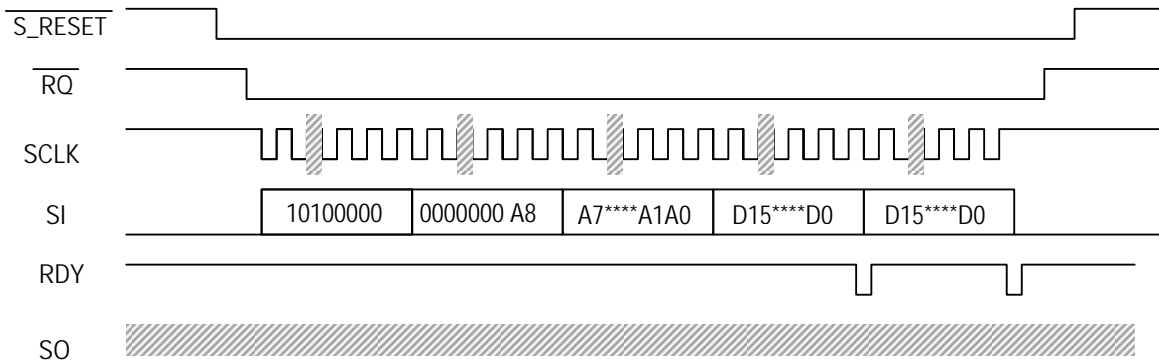 S_RESET
RQ
SCLK
SI 10100000 0000000 A8 A7****A1A0 D15****D0 D15****D0
RDY
SO